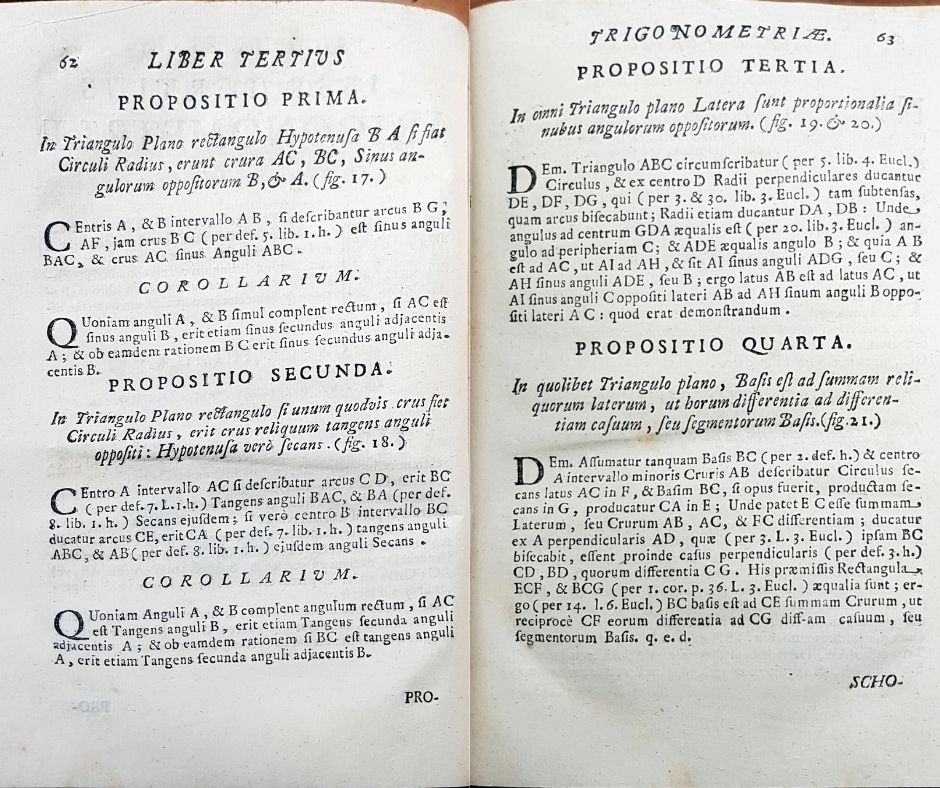 62 LIBER TERTIVS
PROPOSITIO PRIMA.
In Triangulo Plano rectangulo Hypotenuſa B A ſi fiat
Circuli Radius, erunt crura AC, BC, Sinus an-
gulorum oppoſitorum B, & A. (fig. 17.)
CEntris A, & B intervallo A B, ſi deſcribantur arcus B G,
AF, jam crus B C (per def. 5. lib. 1. h.) eſt ſinus anguli
BAC, & crus AC ſinus Anguli ABC.
COROLLARIVM.
QUoniam anguli A, & B ſimul complent rectum, ſi AC eſt
ſinus anguli B, erit etiam ſinus ſecundus anguli adjacentis
A; & ob eamdem rationem B C erit ſinus ſecundus anguli adja-
centis B.
PROPOSITIO SECUNDA.
In Triangulo Plano rectangulo ſi unum quodvis crus fiet
Circuli Radius, erit crus reliquum tangens anguli
oppoſiti: Hypotenuſa verò ſecans. (fig. 18.)
CEntro A intervallo AC ſi deſcribatur arcus C D, erit BC
(per def. 7. L. 1. h.) Tangens anguli BAC, & BA (per def.
8. lib. 1. h.) Secans ejuſdem; ſi verò centro B intervallo BC
ducatur arcus CE, erit CA (per def. 7. lib. 1. h.) tangens anguli
ABC, & AB (per def. 8. lib. 1. h.) ejuſdem anguli Secans.
COROLLARIVM.
QUoniam Anguli A, & B complent angulum rectum, ſi AC
eſt Tangens anguli B, erit etiam Tangens ſecunda anguli
adjacentis A; & ob eamdem rationem ſi BC eſt tangens anguli
A, erit etiam Tangens ſecunda anguli adjacentis B.
PRO-
TRIGONOMETRIÆ. 63
PROPOSITIO TERTIA.
In omni Triangulo plano Latera ſunt proportionalia ſi-
nubus angulorum oppoſitorum. (fig. 19. & 20.)
DEm. Triangulo ABC circumſcribatur (per 5. lib. 4. Eucl.)
Circulus, & ex centro D Radii perpendiculares ducantur
DE, DF, DG, qui (per 3. & 30. lib. 3. Eucl.) tam ſubtenſas,
quam arcus biſecabunt; Radii etiam ducantur DA, DB: Unde
angulus ad centrum GDA æqualis eſt (per 20. lib. 3. Eucl.) an-
gulo ad peripheriam C; & ADE æqualis angulo B; & quia A B
eſt ad AC, ut AI ad AH, & ſit AI ſinus anguli ADG, ſeu C; &
AH ſinus anguli ADE, ſeu B; ergo latus AB eſt ad latus AC, ut
AI ſinus anguli C oppoſiti lateri AB ad AH ſinum anguli B oppo-
ſiti lateri A C: quod erat demonſtrandum.
PROPOSITIO QUARTA.
In quolibet Triangulo plano, Baſis eſt ad ſummam reli-
quorum laterum, ut horum differentia ad differen-
tiam caſuum, ſeu ſegmentorum Baſis. (fig. 21.)
DEm. Aſſumatur tanquam Baſis BC (per 2. def. h.) & centro
A intervallo minoris Cruris AB deſcribatur Circulus ſe-
cans latus AC in F, & Baſim BC, ſi opus fuerit, productam ſe-
cans in G, producatur CA in E; Unde patet E C eſſe ſummam
Laterum, ſeu Crurum AB, AC, & FC differentiam; ducatur
ex A perpendicularis AD, quæ (per 3. L. 3. Eucl.) ipſam BC
biſecabit, eſſent proinde caſus perpendicularis (per def. 3. h.)
CD, BD, quorum differentia C G. His præmiſſis Rectangula
ECF, & BCG (per 1. cor. p. 36. L. 3. Eucl.) æqualia ſunt; er-
go (per 14. l. 6. Eucl.) BC baſis eſt ad CE ſummam Crurum, ut
reciprocè CF eorum differentia ad CG diff-am caſuum, ſeu
ſegmentorum Baſis. q. e. d.
SCHO-